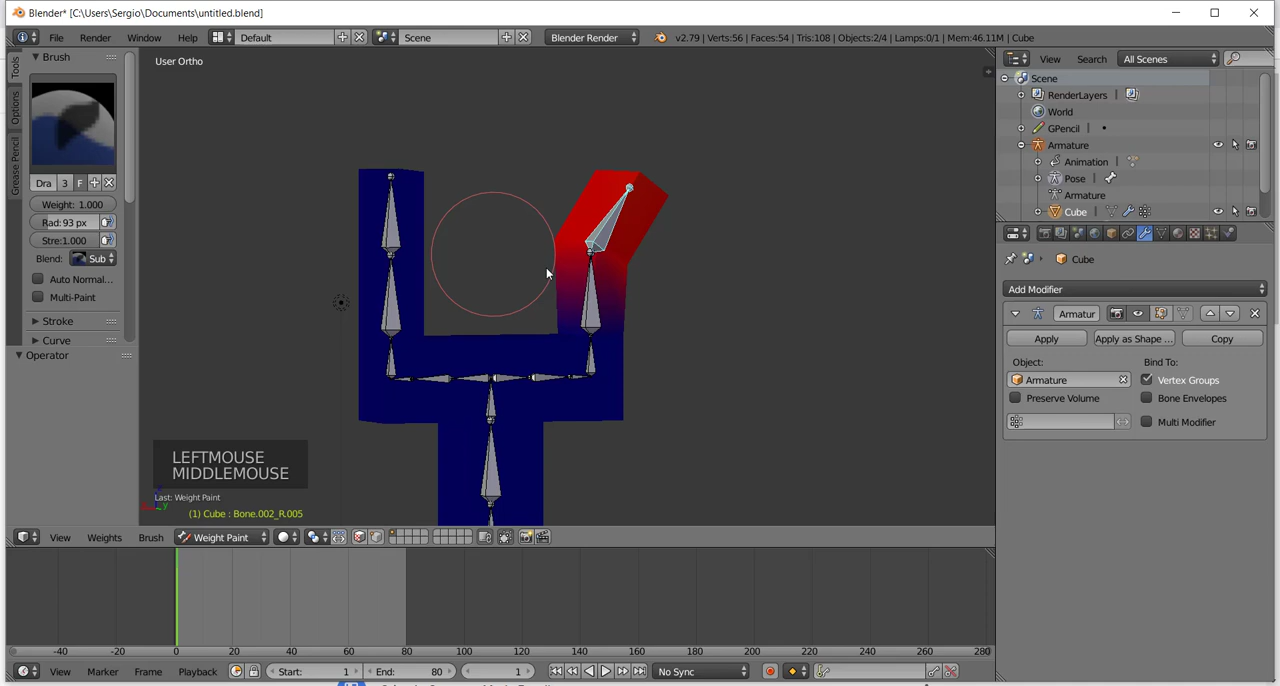 Blender* [C:\Users\Sergio\Documents\untitled.blend]
File Render Window Help Default Scene Blender Render v2.79 | Verts:56 | Faces:54 | Tris:108 | Objects:2/4 | Lamps:0/1 | Mem:46.11M | Cube
Brush
Tools
Options
Grease Pencil
Dra 3 F
Weight: 1.000
Rad: 93 px
Stre:1.000
Blend: Sub
Auto Normal...
Multi-Paint
Stroke
Curve
Operator
User Ortho
LEFTMOUSE
MIDDLEMOUSE
Last: Weight Paint
(1) Cube : Bone.002_R.005
View Weights Brush Weight Paint
View Search All Scenes
Scene
RenderLayers
World
GPencil
Armature
Animation
Pose
Armature
Cube
Cube
Add Modifier
Armatur
Apply Apply as Shape ... Copy
Object: Bind To:
Armature Vertex Groups
Preserve Volume Bone Envelopes
Multi Modifier
-40 -20 0 20 40 60 80 100 120 140 160 180 200 220 240 260 280
View Marker Frame Playback Start: 1 End: 80 1 No Sync